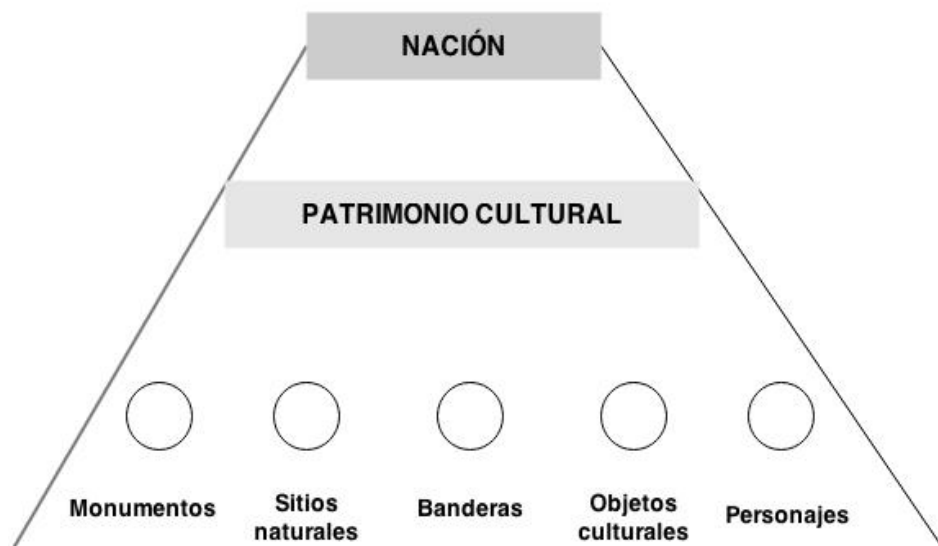 NACIÓN
PATRIMONIO CULTURAL
Monumentos
Sitios
naturales
Banderas
Objetos
culturales
Personajes